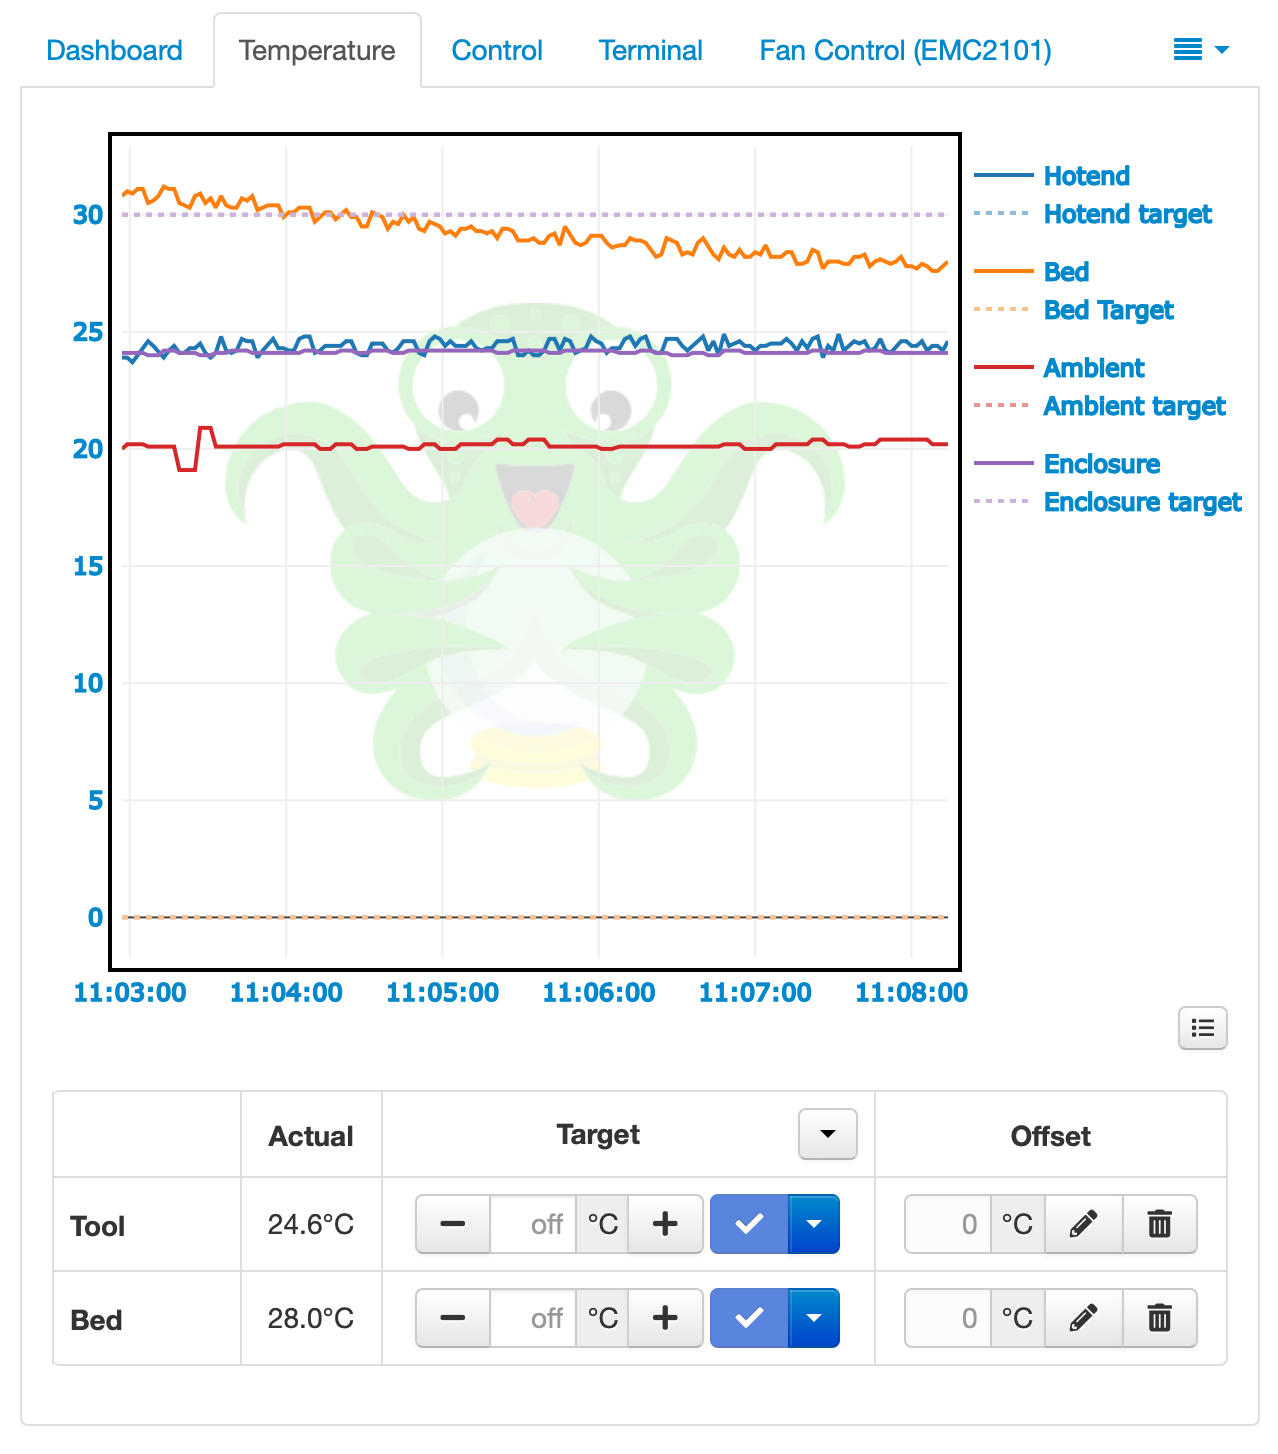 Dashboard Temperature Control Terminal Fan Control (EMC2101)
Hotend
Hotend target
Bed
Bed Target
Ambient
Ambient target
Enclosure
Enclosure target
30
25
20
15
10
5
0
11:03:00 11:04:00 11:05:00 11:06:00 11:07:00 11:08:00
Actual Target Offset
Tool 24.6°C off °C 0 °C
Bed 28.0°C off °C 0 °C